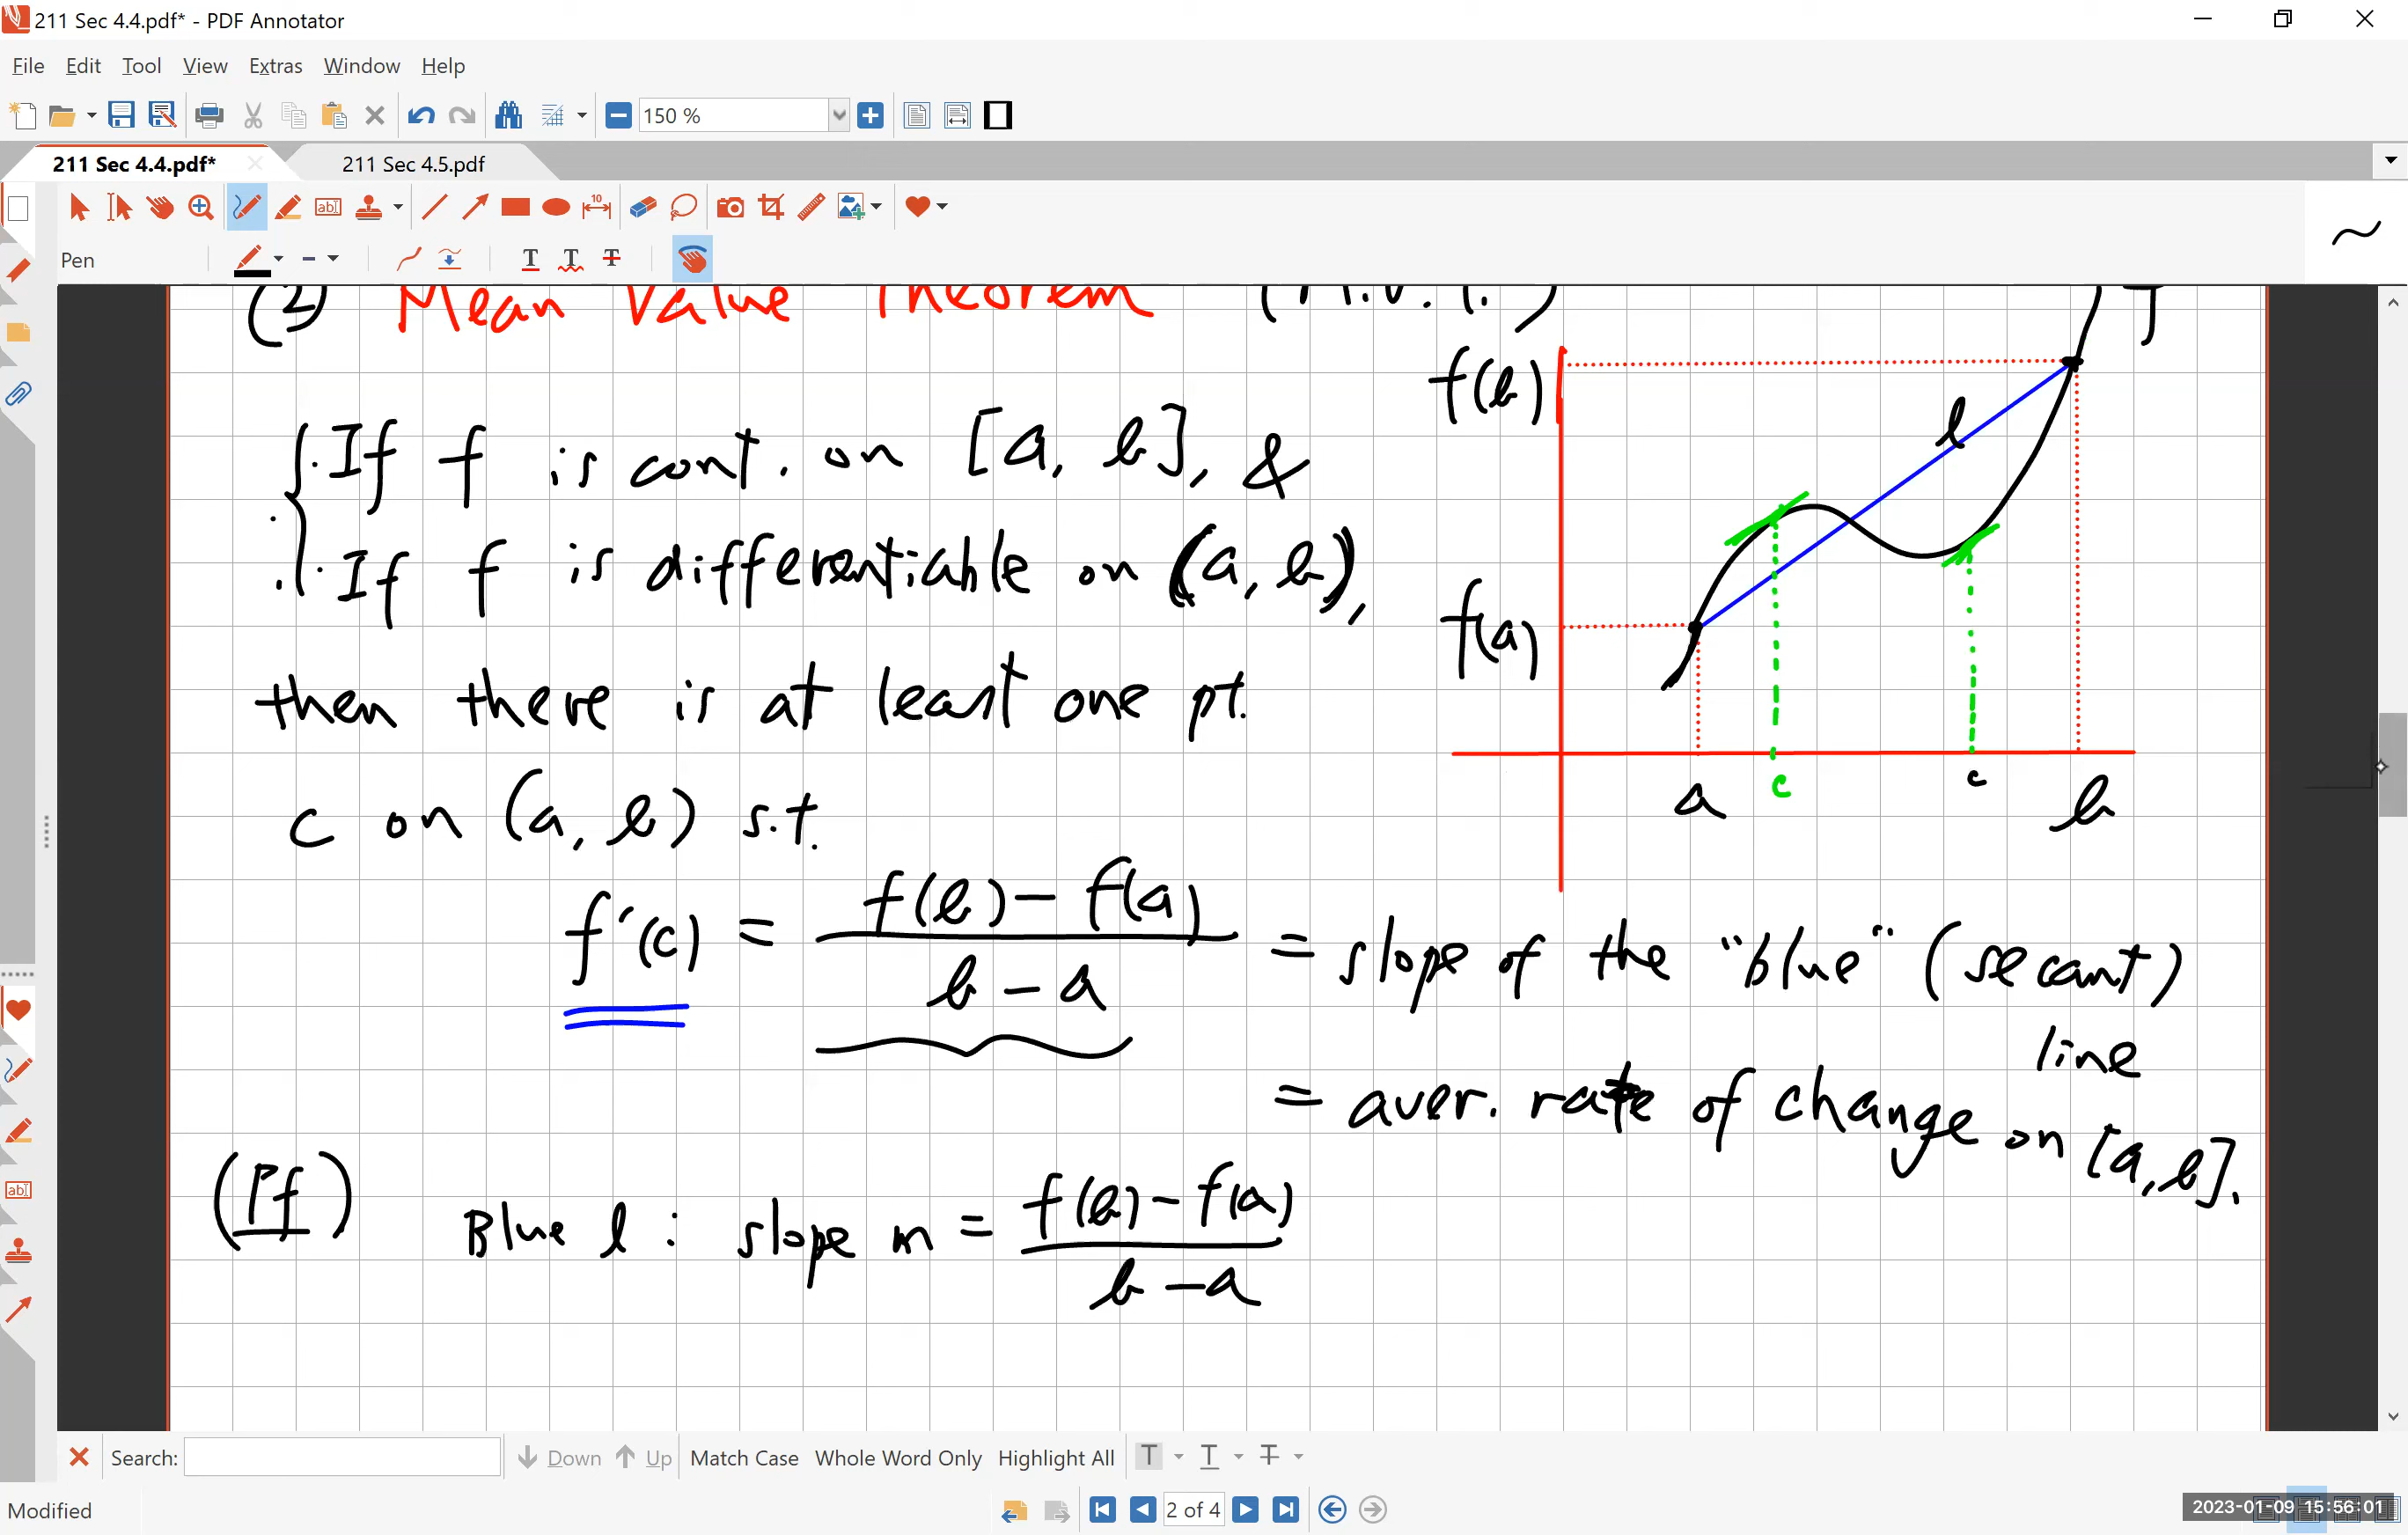 211 Sec 4.4.pdf* - PDF Annotator
File Edit Tool View Extras Window Help
150 %
211 Sec 4.4.pdf* 211 Sec 4.5.pdf
Pen
(2) Mean Value Theorem (M.V.T.)
f
f(b)
l
· If f is cont. on [a, b], &
· If f is differentiable on (a, b),
f(a)
then there is at least one pt.
a c c b
c on (a, b) s.t.
f'(c) = f(b) - f(a) / b - a = slope of the "blue" (secant) line
= aver. rate of change on [a, b].
(Pf) Blue l : slope m = f(b) - f(a) / b - a
Search: Down Up Match Case Whole Word Only Highlight All
Modified
2 of 4
2023-01-09 15:56:01